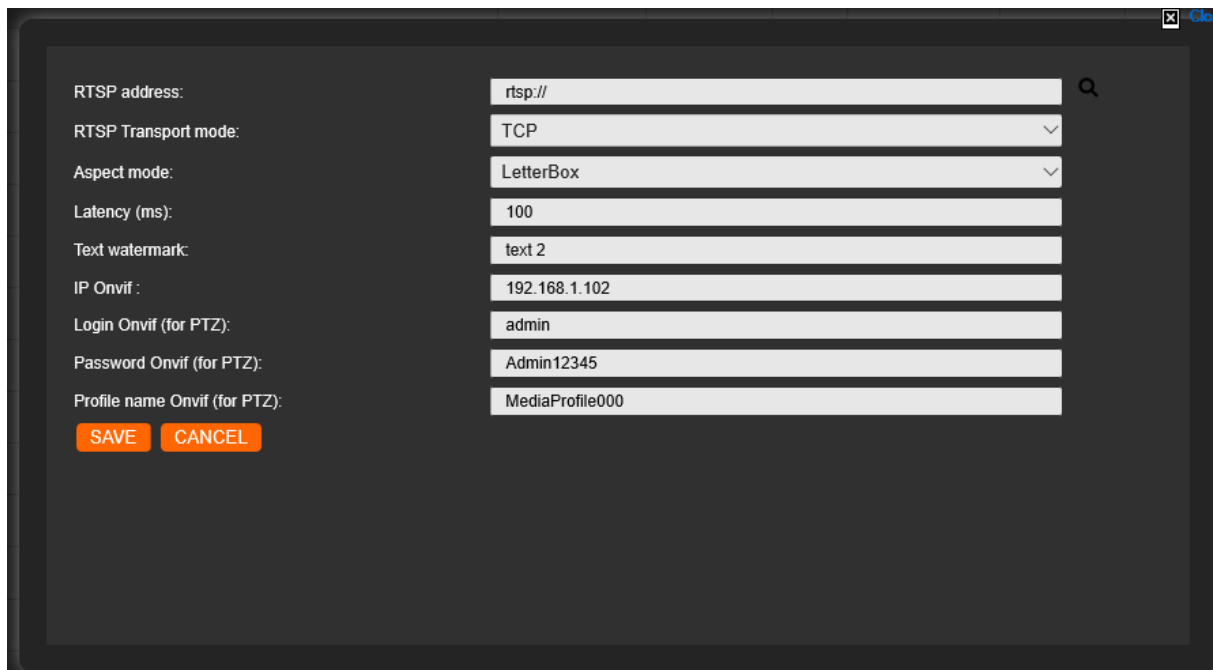 RTSP address: rtsp://
RTSP Transport mode: TCP
Aspect mode: LetterBox
Latency (ms): 100
Text watermark: text 2
IP Onvif : 192.168.1.102
Login Onvif (for PTZ): admin
Password Onvif (for PTZ): Admin12345
Profile name Onvif (for PTZ): MediaProfile000
SAVE CANCEL